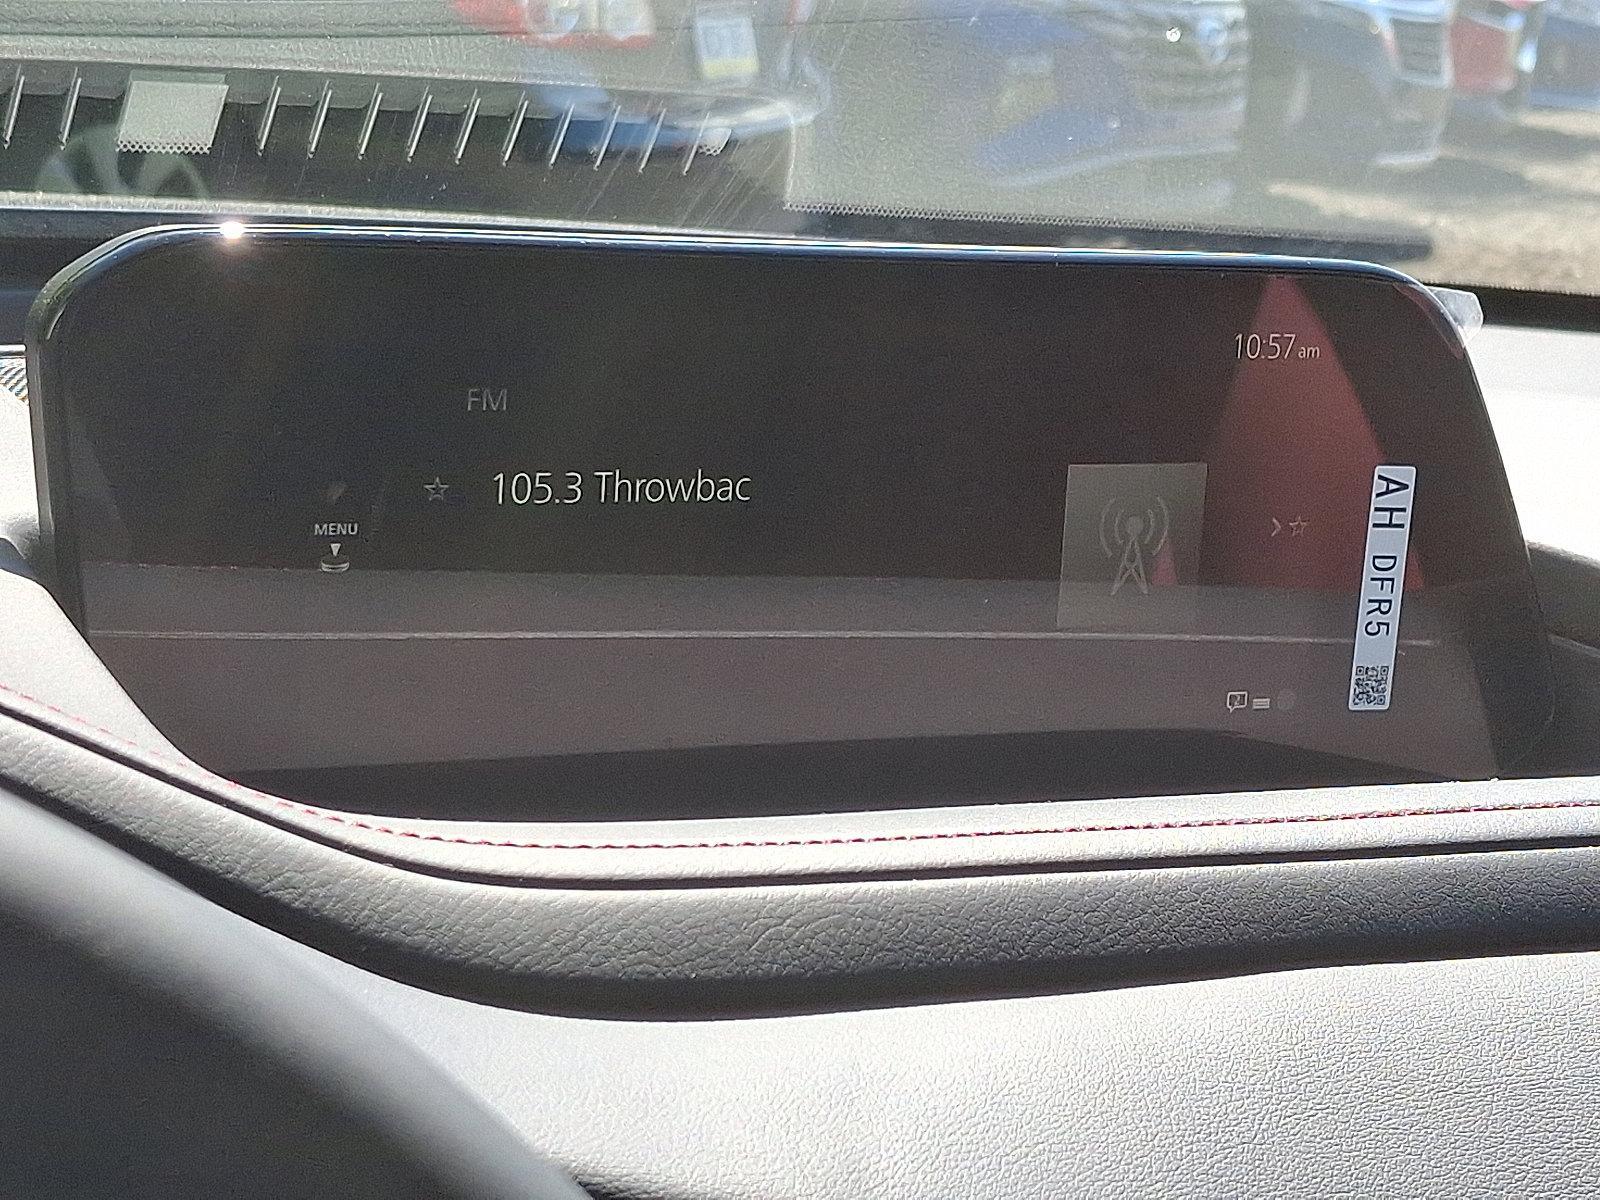 10:57am
FM
105.3 Throwbac
MENU
AH DFR5